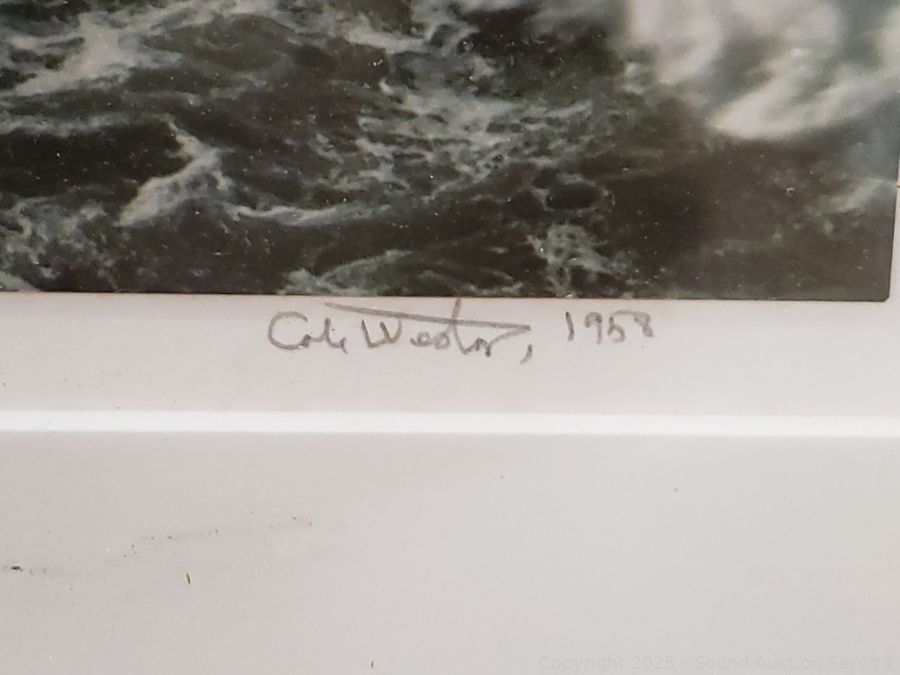 Cole Weston, 1958
Copyright 2025 - Sound Auction Service